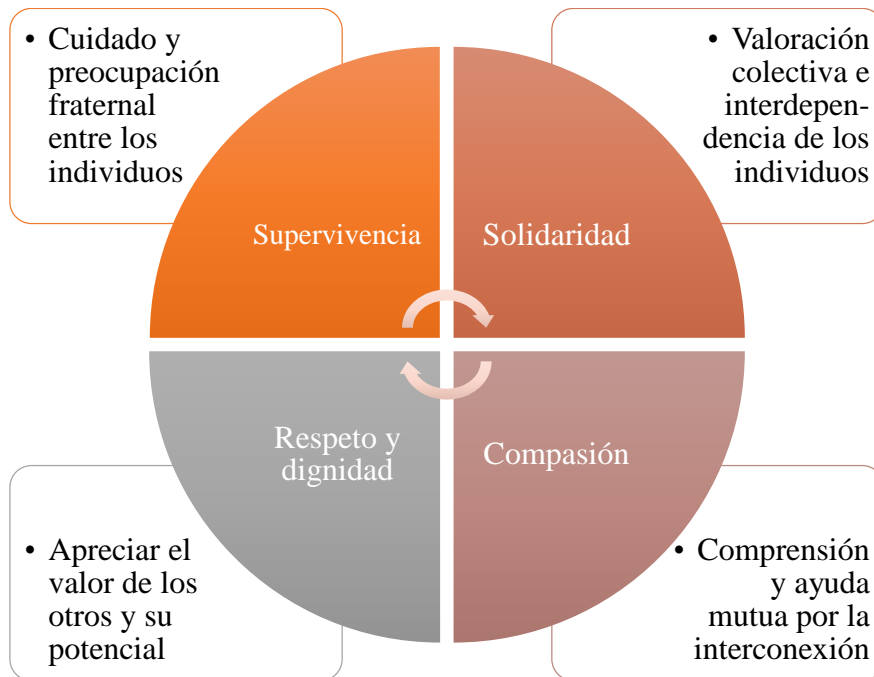 • Cuidado y
preocupación
fraternal
entre los
individuos
• Valoración
colectiva e
interdepen-
dencia de los
individuos
Supervivencia
Solidaridad
Respeto y
dignidad
Compasión
• Apreciar el
valor de los
otros y su
potencial
• Comprensión
y ayuda
mutua por la
interconexión